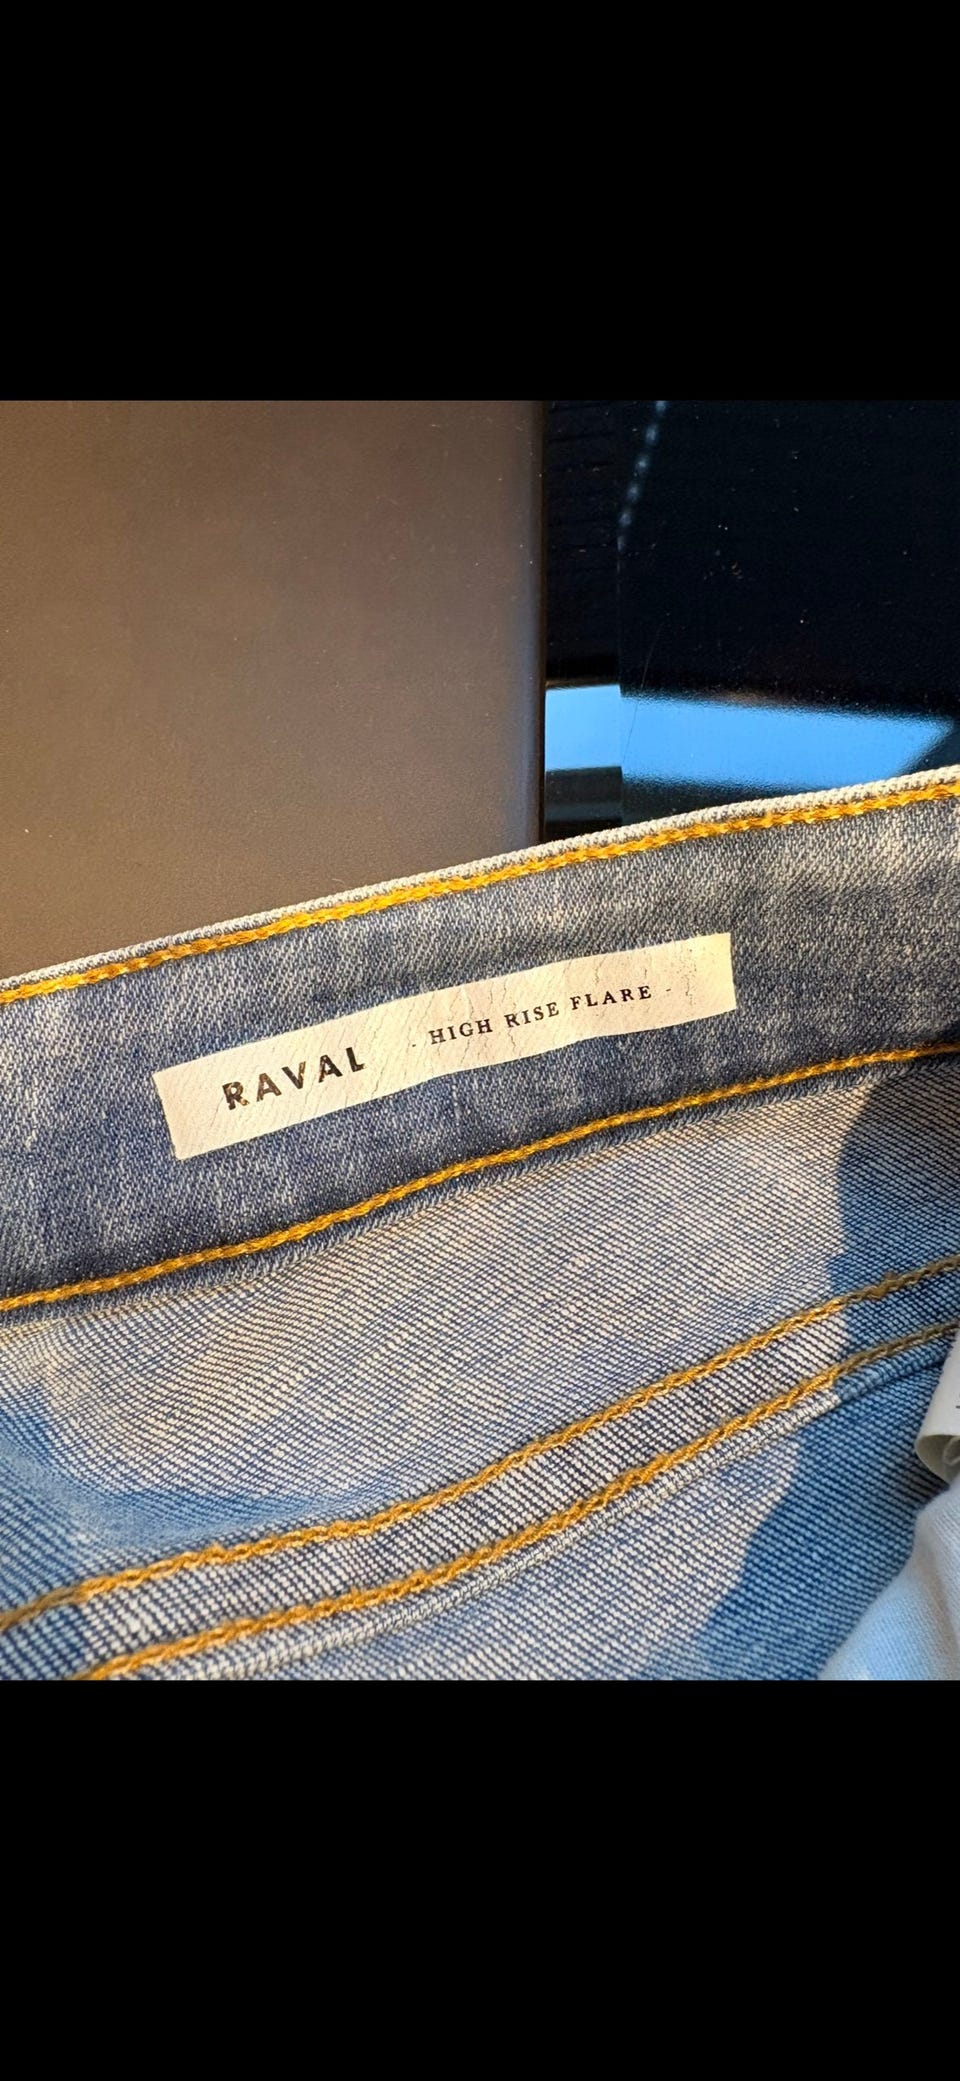 RAVAL - HIGH RISE FLARE -